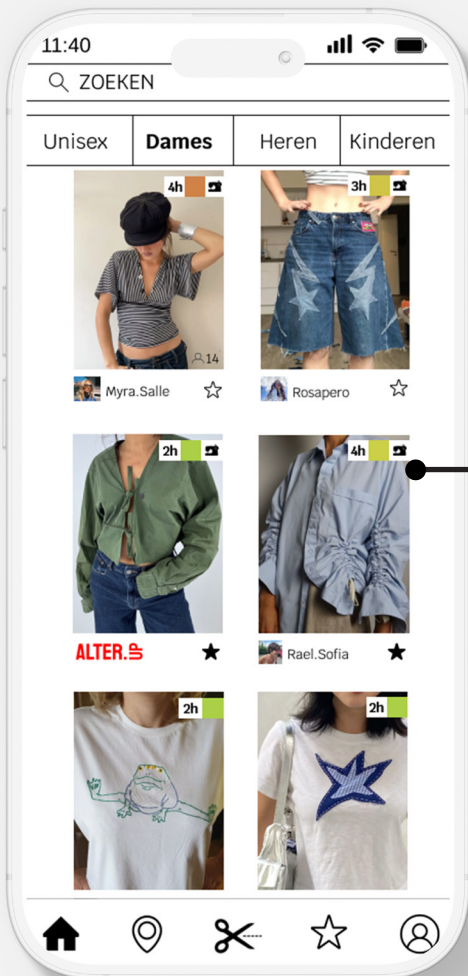 11:40
ZOEKEN
Unisex
Dames
Heren
Kinderen
4h
3h
14
Myra.Salle
Rosapero
2h
4h
ALTER.UP
Rael.Sofia
2h
2h